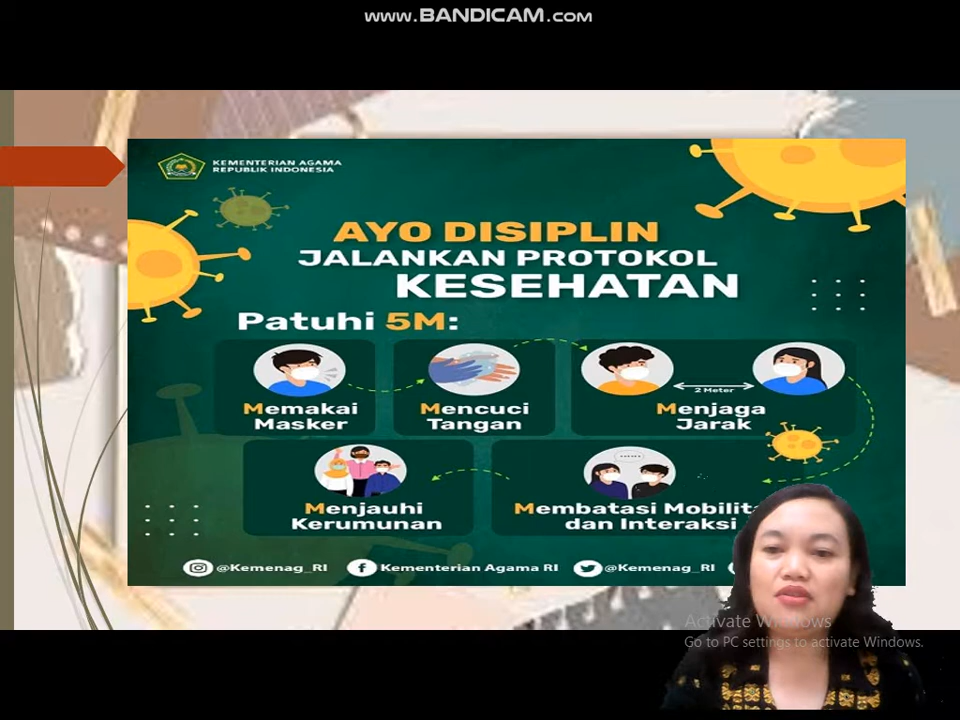 www.BANDICAM.com
KEMENTERIAN AGAMA
REPUBLIK INDONESIA
AYO DISIPLIN
JALANKAN PROTOKOL
KESEHATAN
Patuhi 5M:
Memakai
Masker
Mencuci
Tangan
2 Meter
Menjaga
Jarak
Menjauhi
Kerumunan
Membatasi
dan Interaksi
@Kemenag_RI
Kementerian Agama RI
@Kemenag_RI
Activate Windows
Go to PC settings to activate Windows.